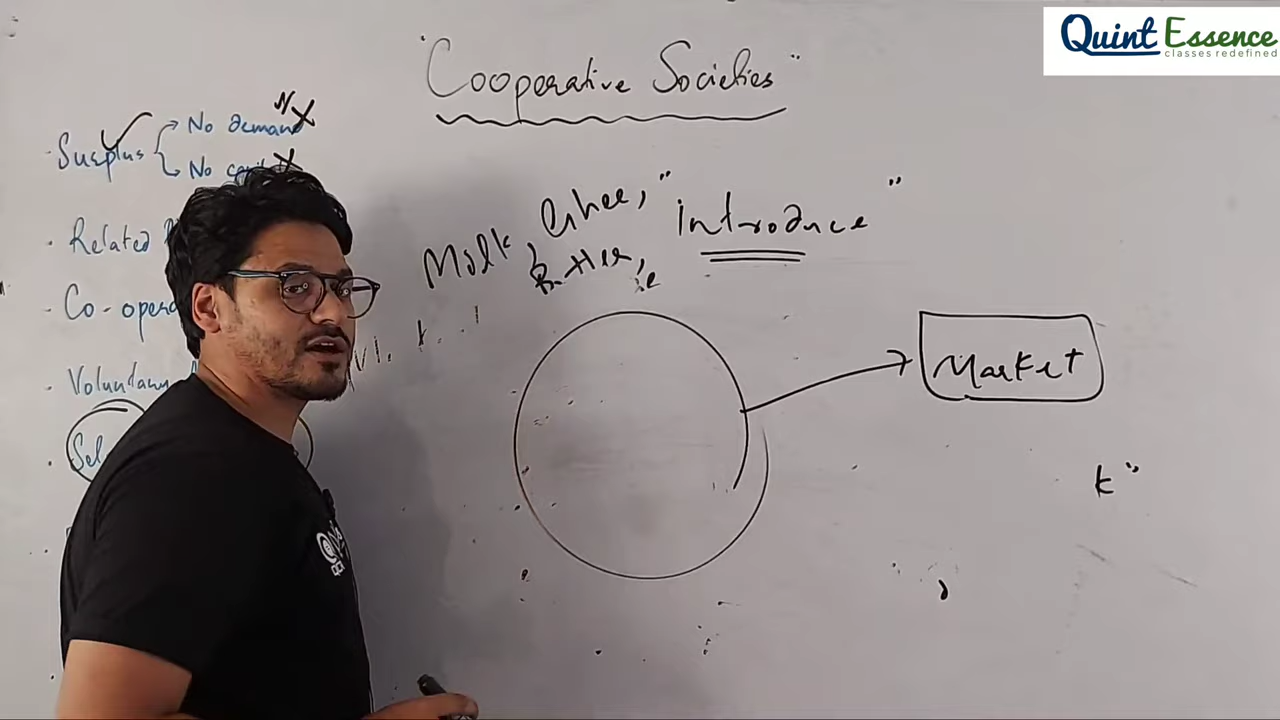 Quint Essence
classes redefined
"Cooperative Societies"
Surplus
No demand
No
Related
Co-opera
Voluntary
Sel
Milk, Ghee, "introduce"
Butter,
Market
K"